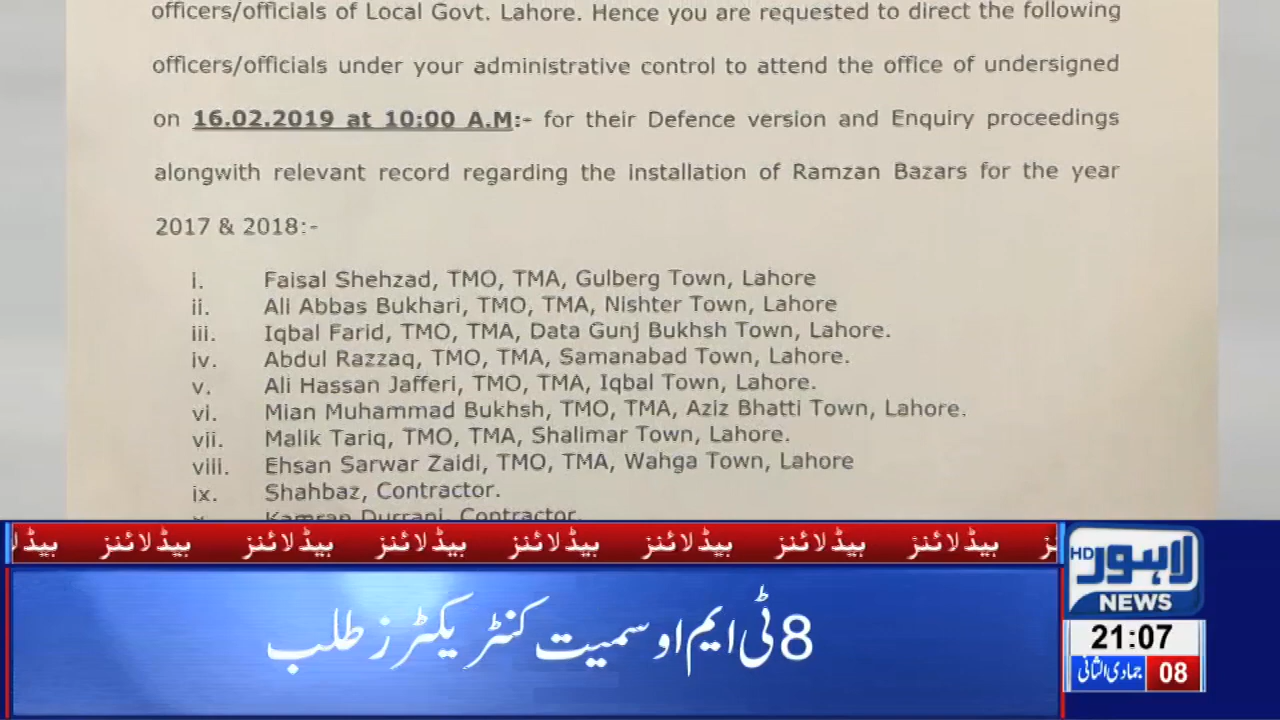 officers/officials of Local Govt. Lahore. Hence you are requested to direct the following
officers/officials under your administrative control to attend the office of undersigned
on 16.02.2019 at 10:00 A.M:- for their Defence version and Enquiry proceedings
alongwith relevant record regarding the installation of Ramzan Bazars for the year
2017 & 2018:-
i. Faisal Shehzad, TMO, TMA, Gulberg Town, Lahore
ii. Ali Abbas Bukhari, TMO, TMA, Nishter Town, Lahore
iii. Iqbal Farid, TMO, TMA, Data Gunj Bukhsh Town, Lahore.
iv. Abdul Razzaq, TMO, TMA, Samanabad Town, Lahore.
v. Ali Hassan Jafferi, TMO, TMA, Iqbal Town, Lahore.
vi. Mian Muhammad Bukhsh, TMO, TMA, Aziz Bhatti Town, Lahore.
vii. Malik Tariq, TMO, TMA, Shalimar Town, Lahore.
viii. Ehsan Sarwar Zaidi, TMO, TMA, Wahga Town, Lahore
ix. Shahbaz, Contractor.
x. Kamran Durrani, Contractor.
ہیڈلائنز ہیڈلائنز ہیڈلائنز ہیڈلائنز ہیڈلائنز ہیڈلائنز ہیڈلائنز
8 ٹی ایم او سمیت کنٹریکٹرز طلب
لاہور HD
NEWS
21:07
جمادی الثانی 08